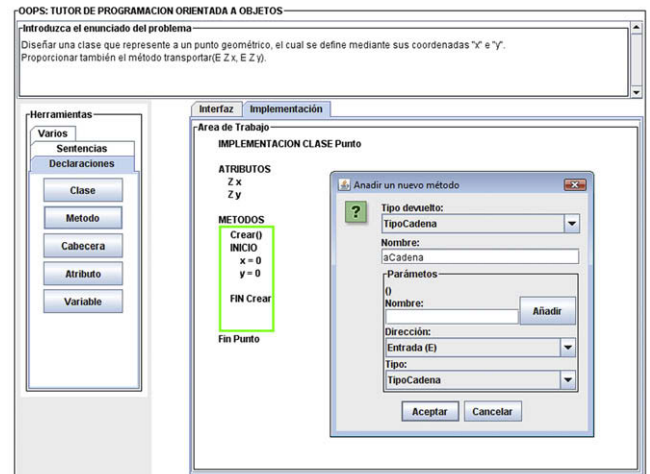 OOPS: TUTOR DE PROGRAMACION ORIENTADA A OBJETOS
Introduzca el enunciado del problema
Diseñar una clase que represente a un punto geométrico, el cual se define mediante sus coordenadas "x" e "y".
Proporcionar también el método transportar(E Z x, E Z y).
Herramientas
Varios
Sentencias
Declaraciones
Clase
Metodo
Cabecera
Atributo
Variable
Interfaz Implementación
Area de Trabajo
IMPLEMENTACION CLASE Punto
ATRIBUTOS
Z x
Z y
METODOS
Crear()
INICIO
x = 0
y = 0
FIN Crear
Fin Punto
Anadir un nuevo método
?
Tipo devuelto:
TipoCadena
Nombre:
aCadena
Parámetos
()
Nombre:
Añadir
Dirección:
Entrada (E)
Tipo:
TipoCadena
Aceptar Cancelar